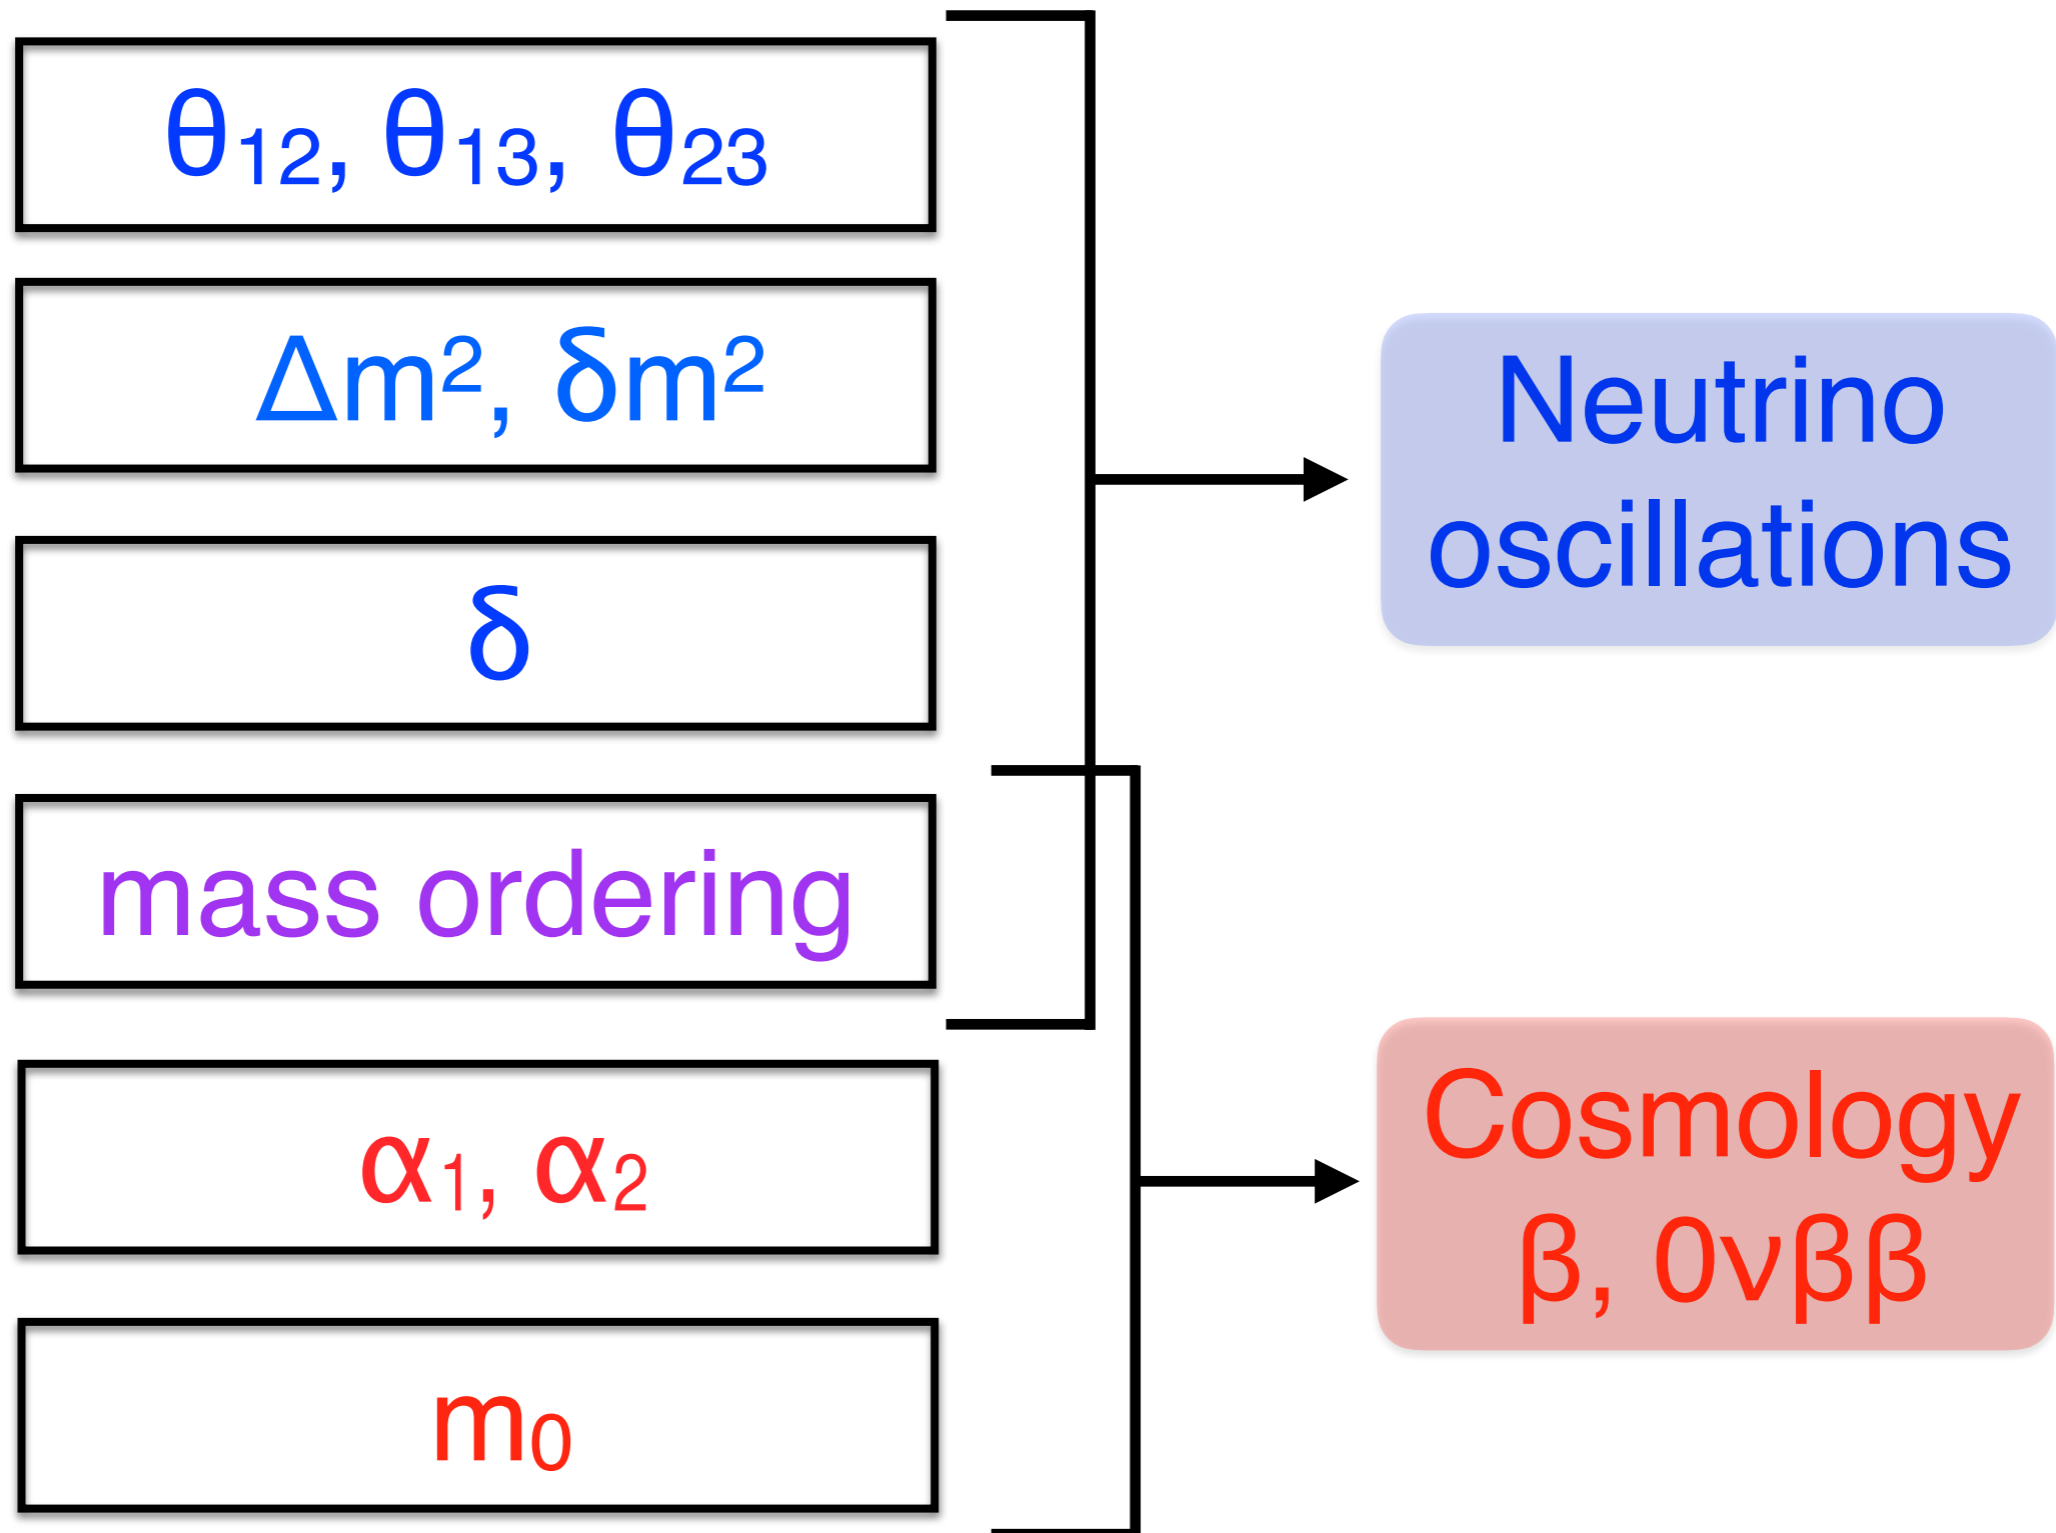 θ₁₂, θ₁₃, θ₂₃
Δm², δm²
δ
mass ordering
α₁, α₂
m₀
Neutrino
oscillations
Cosmology
β, 0νββ